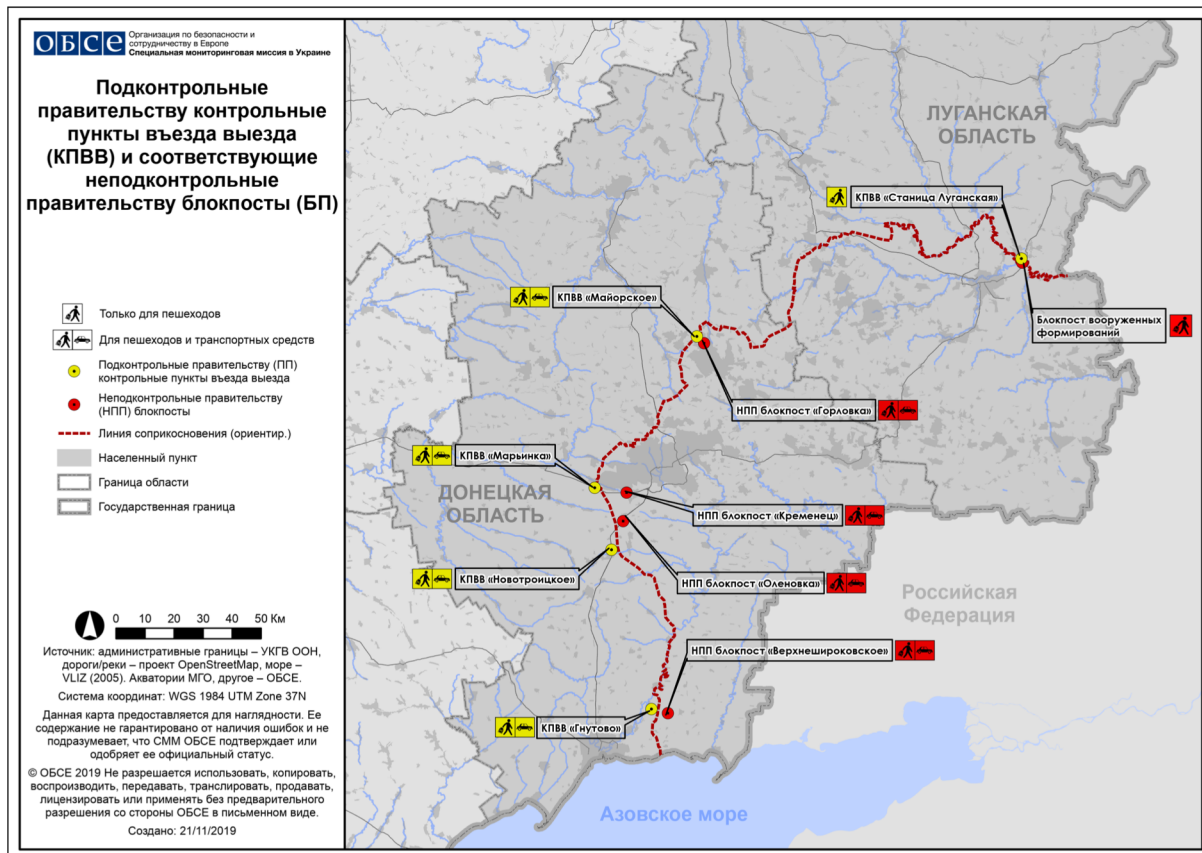 ОБСЕ
Организация по безопасности и
сотрудничеству в Европе
Специальная мониторинговая миссия в Украине
Подконтрольные
правительству контрольные
пункты въезда выезда
(КПВВ) и соответствующие
неподконтрольные
правительству блокпосты (БП)
Только для пешеходов
Для пешеходов и транспортных средств
Подконтрольные правительству (ПП)
контрольные пункты въезда выезда
Неподконтрольные правительству
(НПП) блокпосты
Линия соприкосновения (ориентир.)
Населенный пункт
Граница области
Государственная граница
0 10 20 30 40 50 Км
Источник: административные границы – УКГВ ООН,
дороги/реки – проект OpenStreetMap, море –
VLIZ (2005). Акватории МГО, другое – ОБСЕ.
Система координат: WGS 1984 UTM Zone 37N
Данная карта предоставляется для наглядности. Ее
содержание не гарантировано от наличия ошибок и не
подразумевает, что СММ ОБСЕ подтверждает или
одобряет ее официальный статус.
© ОБСЕ 2019 Не разрешается использовать, копировать,
воспроизводить, передавать, транслировать, продавать,
лицензировать или применять без предварительного
разрешения со стороны ОБСЕ в письменном виде.
Создано: 21/11/2019
ЛУГАНСКАЯ
ОБЛАСТЬ
КПВВ «Станица Луганская»
КПВВ «Майорское»
Блокпост вооруженных
формирований
НПП блокпост «Горловка»
КПВВ «Марьинка»
ДОНЕЦКАЯ
ОБЛАСТЬ
НПП блокпост «Кременец»
КПВВ «Новотроицкое»
НПП блокпост «Оленовка»
Российская
Федерация
НПП блокпост «Верхнешироковское»
КПВВ «Гнутово»
Азовское море